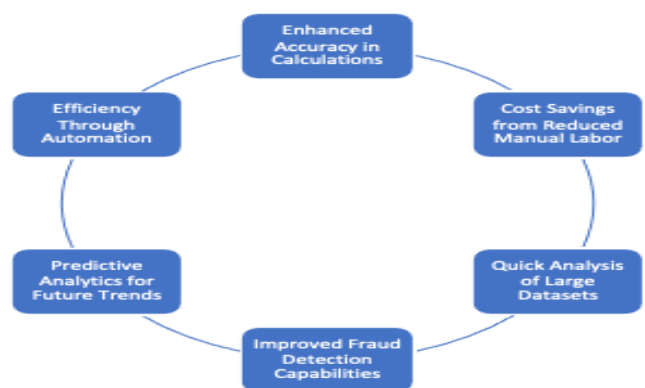 Enhanced
Accuracy in
Calculations
Cost Savings
from Reduced
Manual Labor
Quick Analysis
of Large
Datasets
Improved Fraud
Detection
Capabilities
Predictive
Analytics for
Future Trends
Efficiency
Through
Automation